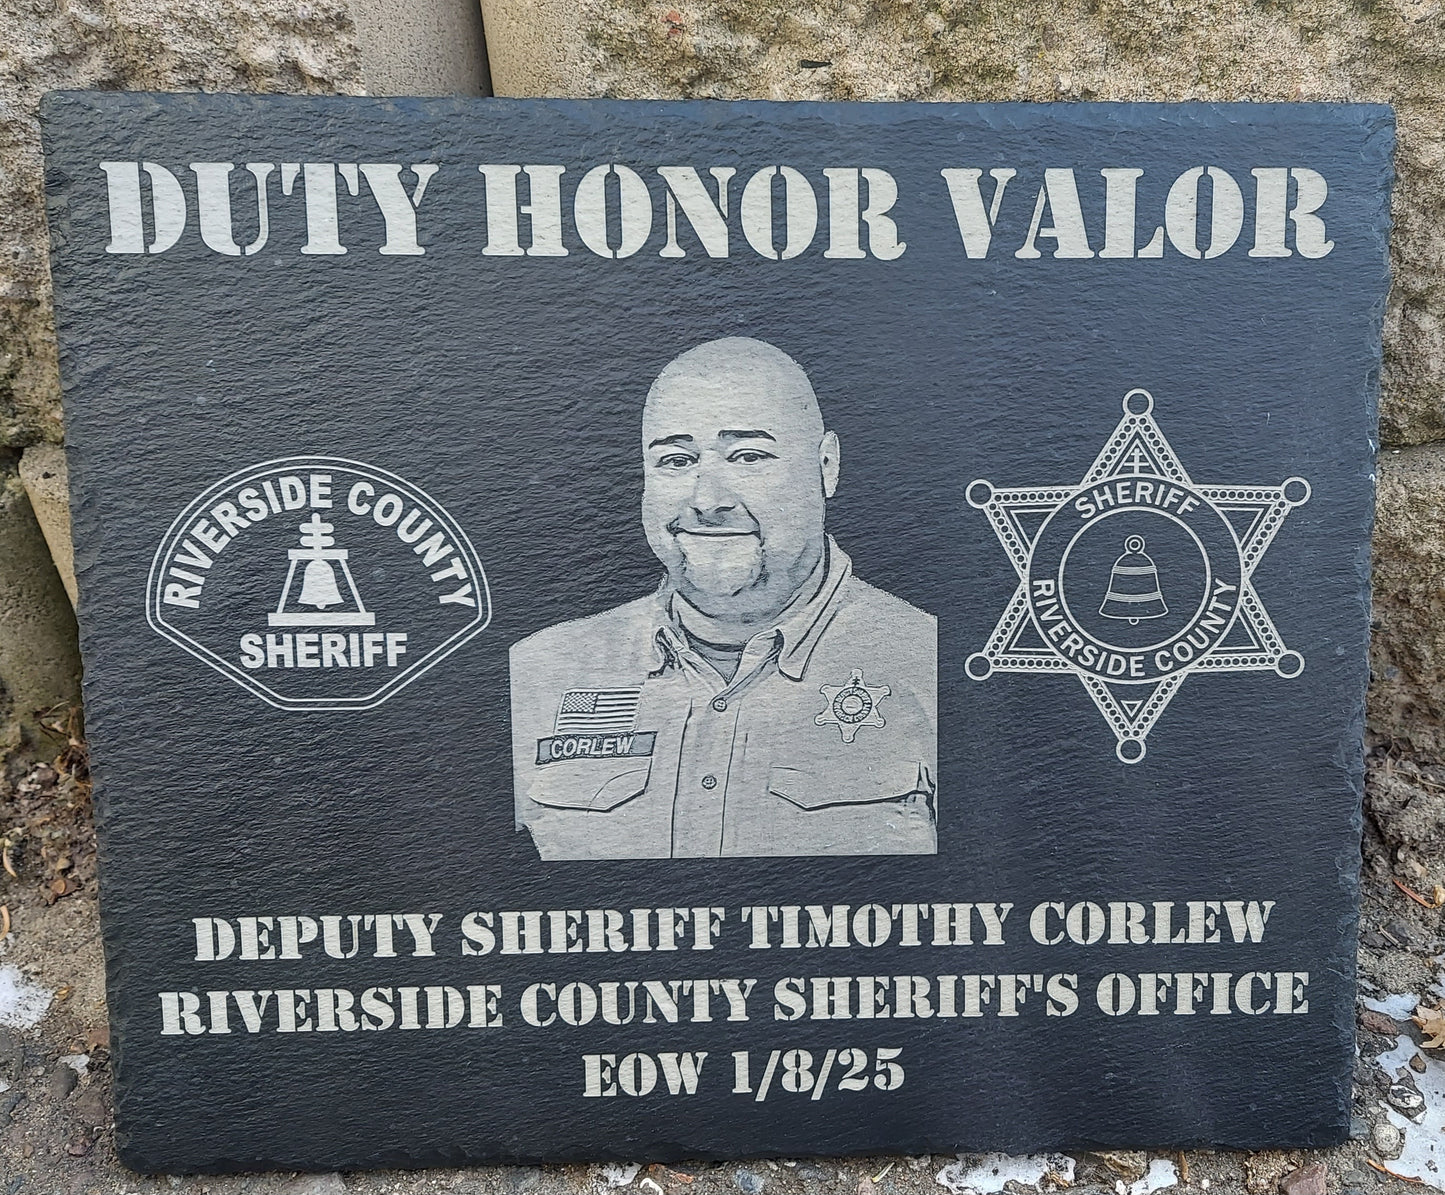 DUTY HONOR VALOR
RIVERSIDE COUNTY
SHERIFF
SHERIFF
RIVERSIDE COUNTY
CORLEW
DEPUTY SHERIFF TIMOTHY CORLEW
RIVERSIDE COUNTY SHERIFF'S OFFICE
EOW 1/8/25